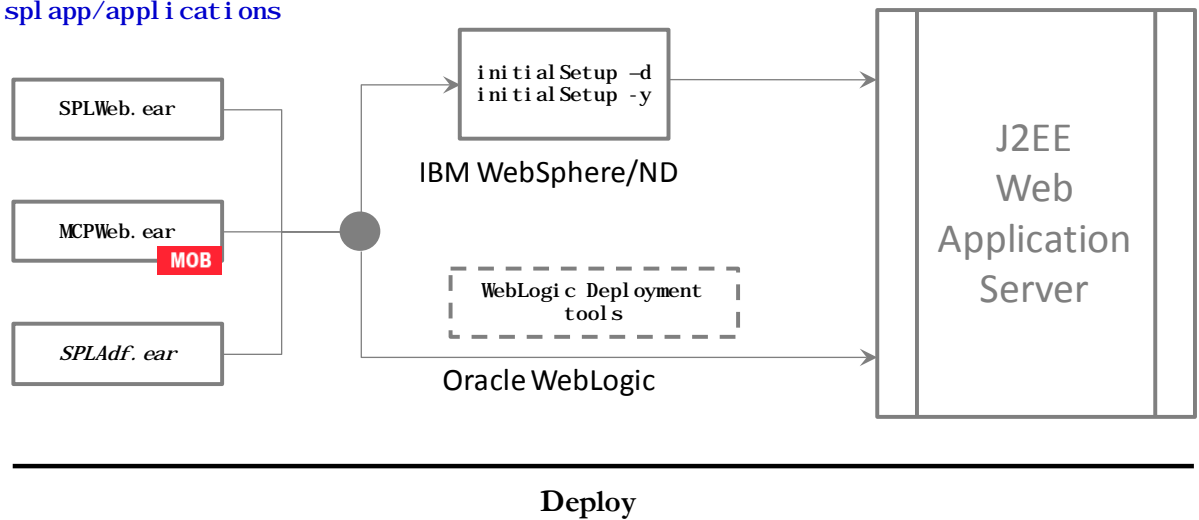 splapp/applications
SPLWeb.ear
MCPWeb.ear
MOB
SPLAdf.ear
initialSetup –d
initialSetup -y
IBM WebSphere/ND
WebLogic Deployment
tools
Oracle WebLogic
J2EE
Web
Application
Server
Deploy